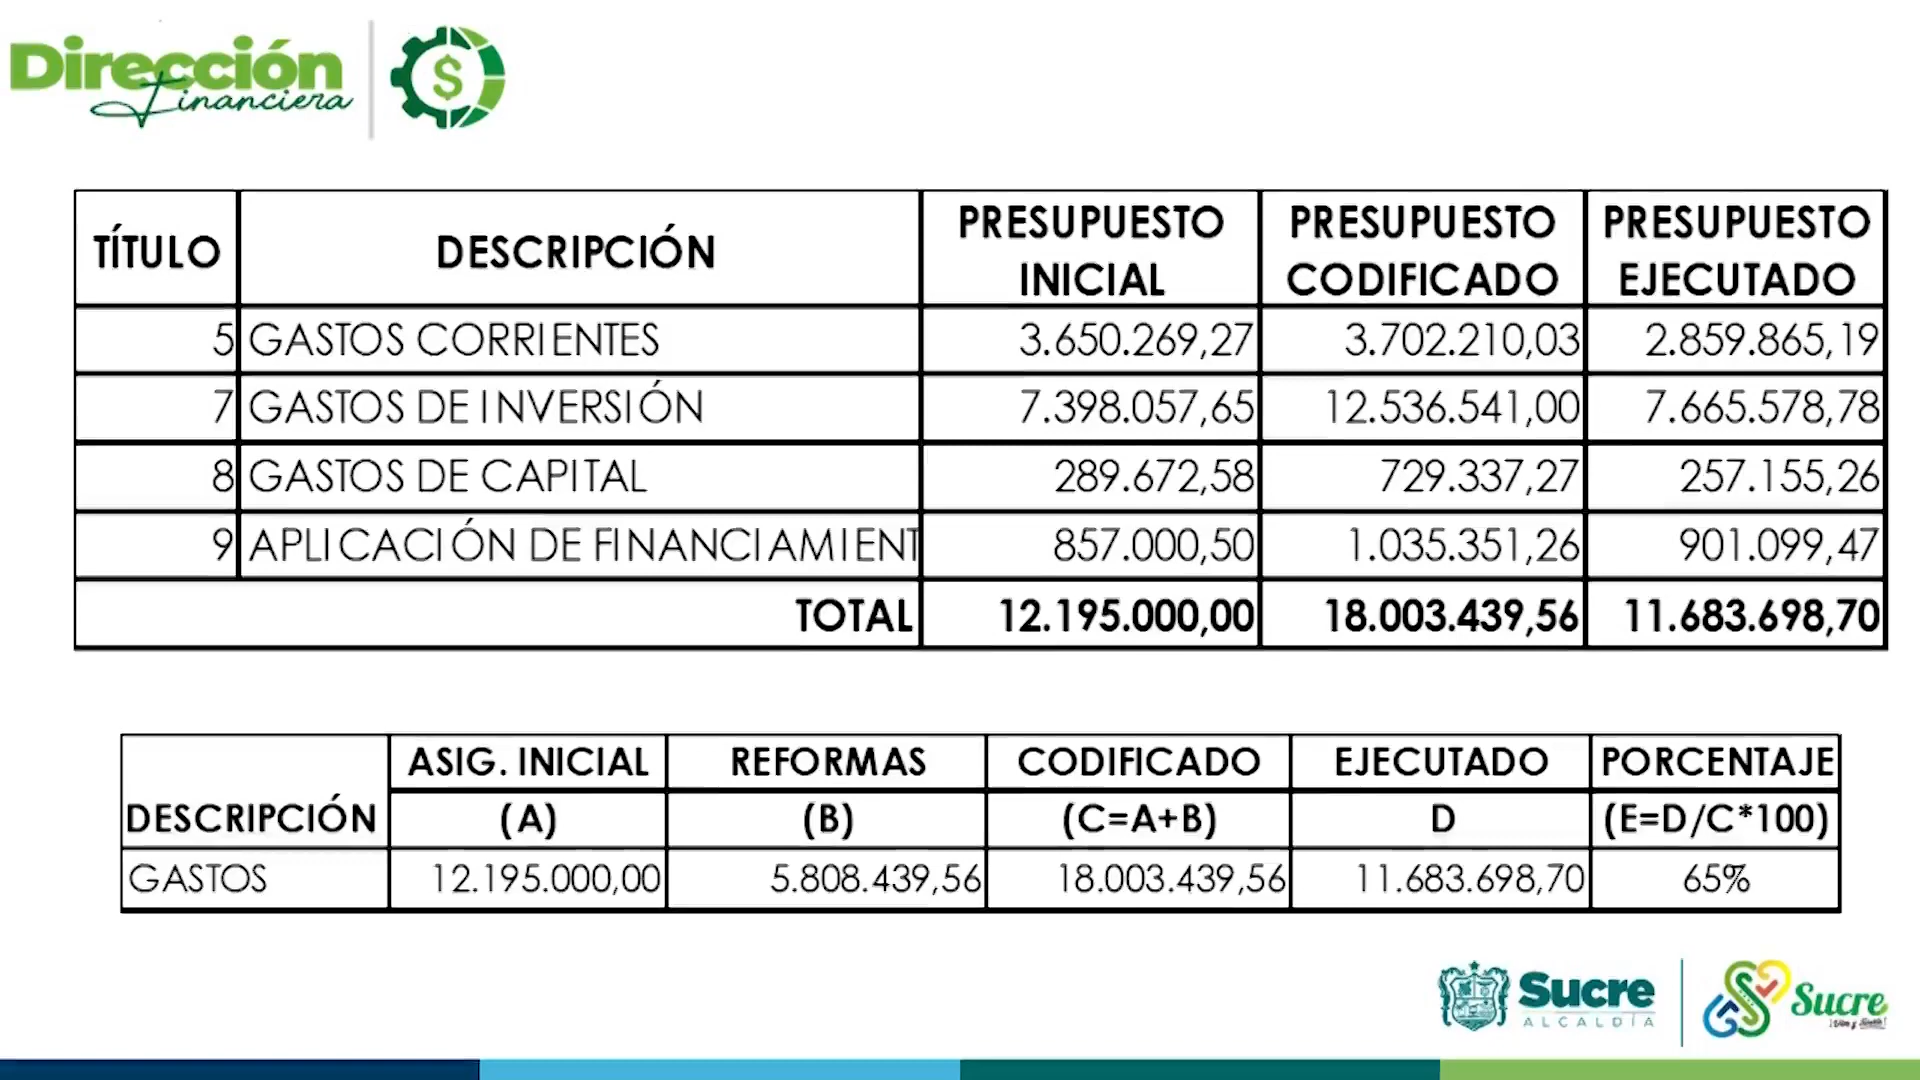 Dirección
Financiera
$
TÍTULO DESCRIPCIÓN PRESUPUESTO INICIAL PRESUPUESTO CODIFICADO PRESUPUESTO EJECUTADO
5 GASTOS CORRIENTES 3.650.269,27 3.702.210,03 2.859.865,19
7 GASTOS DE INVERSIÓN 7.398.057,65 12.536.541,00 7.665.578,78
8 GASTOS DE CAPITAL 289.672,58 729.337,27 257.155,26
9 APLICACIÓN DE FINANCIAMIENT 857.000,50 1.035.351,26 901.099,47
TOTAL 12.195.000,00 18.003.439,56 11.683.698,70
DESCRIPCIÓN ASIG. INICIAL REFORMAS CODIFICADO EJECUTADO PORCENTAJE
(A) (B) (C=A+B) D (E=D/C*100)
GASTOS 12.195.000,00 5.808.439,56 18.003.439,56 11.683.698,70 65%
Sucre
ALCALDÍA
Sucre